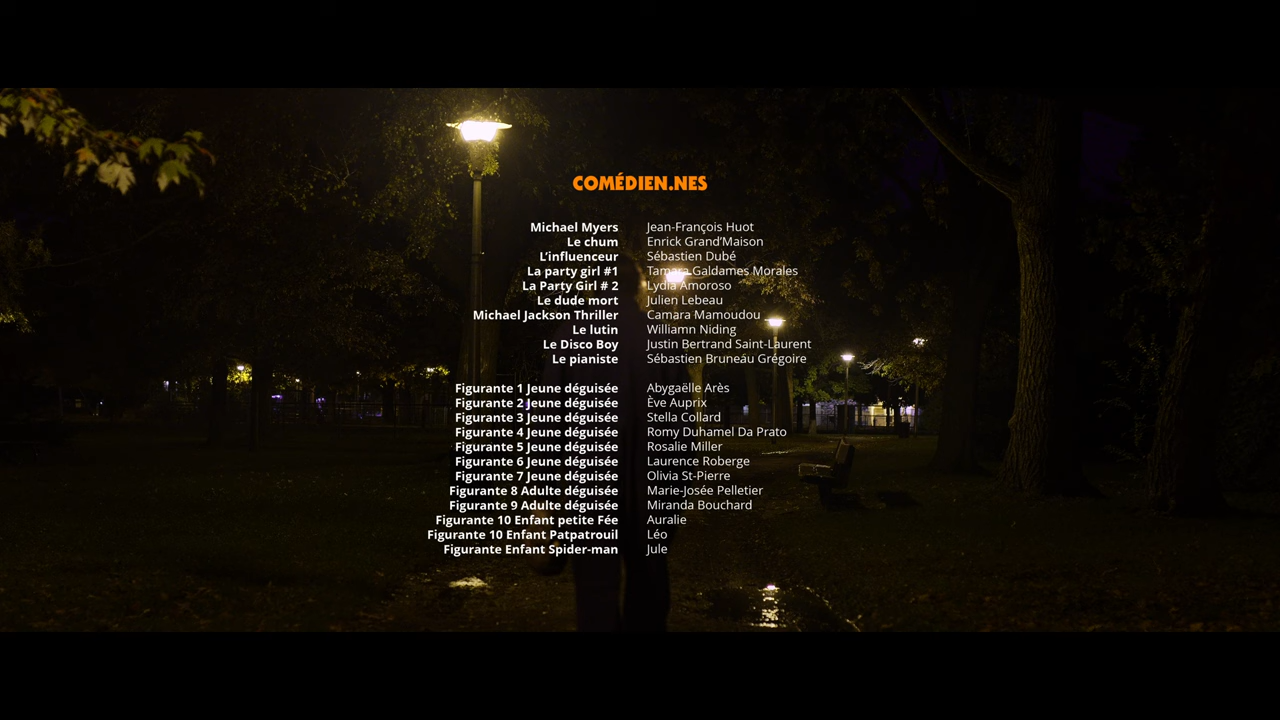 COMÉDIEN.NES
Michael Myers Jean-François Huot
Le chum Enrick Grand'Maison
L'influenceur Sébastien Dubé
La party girl #1 Tamara Galdames Morales
La Party Girl # 2 Lydia Amoroso
Le dude mort Julien Lebeau
Michael Jackson Thriller Camara Mamoudou
Le lutin Williamn Niding
Le Disco Boy Justin Bertrand Saint-Laurent
Le pianiste Sébastien Bruneáu Grégoire
Figurante 1 Jeune déguisée Abygaëlle Arès
Figurante 2 Jeune déguisée Ève Auprix
Figurante 3 Jeune déguisée Stella Collard
Figurante 4 Jeune déguisée Romy Duhamel Da Prato
Figurante 5 Jeune déguisée Rosalie Miller
Figurante 6 Jeune déguisée Laurence Roberge
Figurante 7 Jeune déguisée Olivia St-Pierre
Figurante 8 Adulte déguisée Marie-Josée Pelletier
Figurante 9 Adulte déguisée Miranda Bouchard
Figurante 10 Enfant petite Fée Auralie
Figurante 10 Enfant Patpatrouil Léo
Figurante Enfant Spider-man Jule